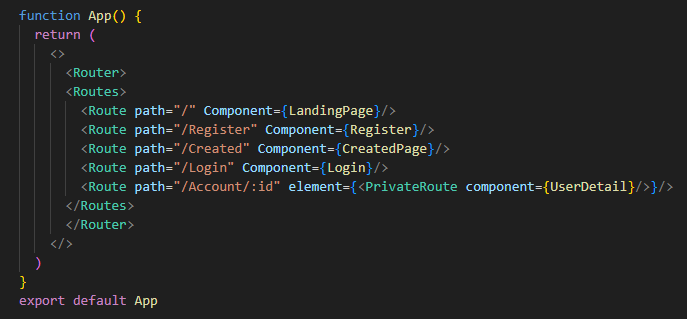 function App() {
  return (
    <>
      <Router>
      <Routes>
        <Route path="/" Component={LandingPage}/>
        <Route path="/Register" Component={Register}/>
        <Route path="/Created" Component={CreatedPage}/>
        <Route path="/Login" Component={Login}/>
        <Route path="/Account/:id" element={<PrivateRoute component={UserDetail}/>}/>
      </Routes>
      </Router>
    </>
  )
}
export default App